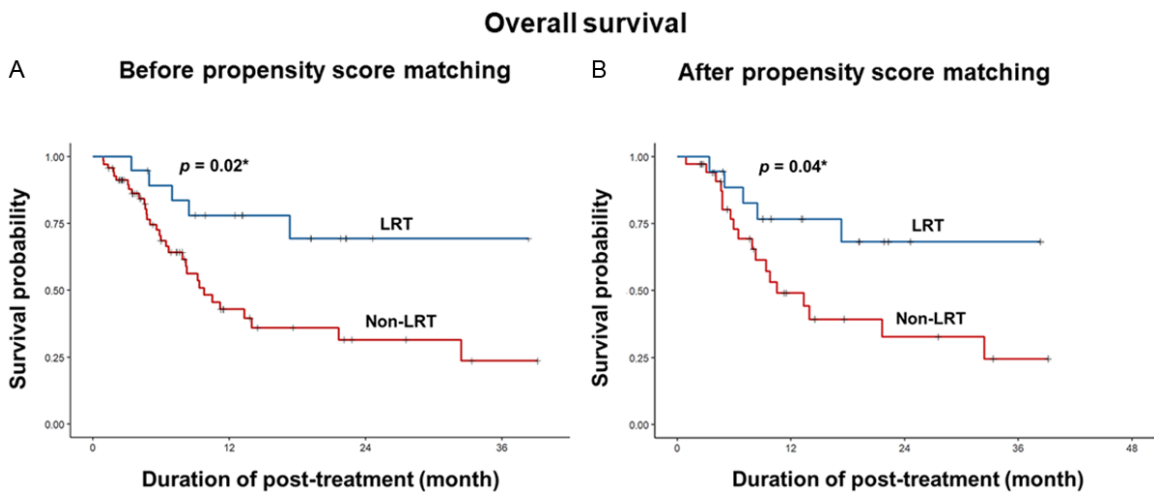 Overall survival
A
Before propensity score matching
Survival probability
1.00
0.75
0.50
0.25
0.00
p = 0.02*
LRT
Non-LRT
0 12 24 36
Duration of post-treatment (month)
B
After propensity score matching
Survival probability
1.00
0.75
0.50
0.25
0.00
p = 0.04*
LRT
Non-LRT
0 12 24 36 48
Duration of post-treatment (month)